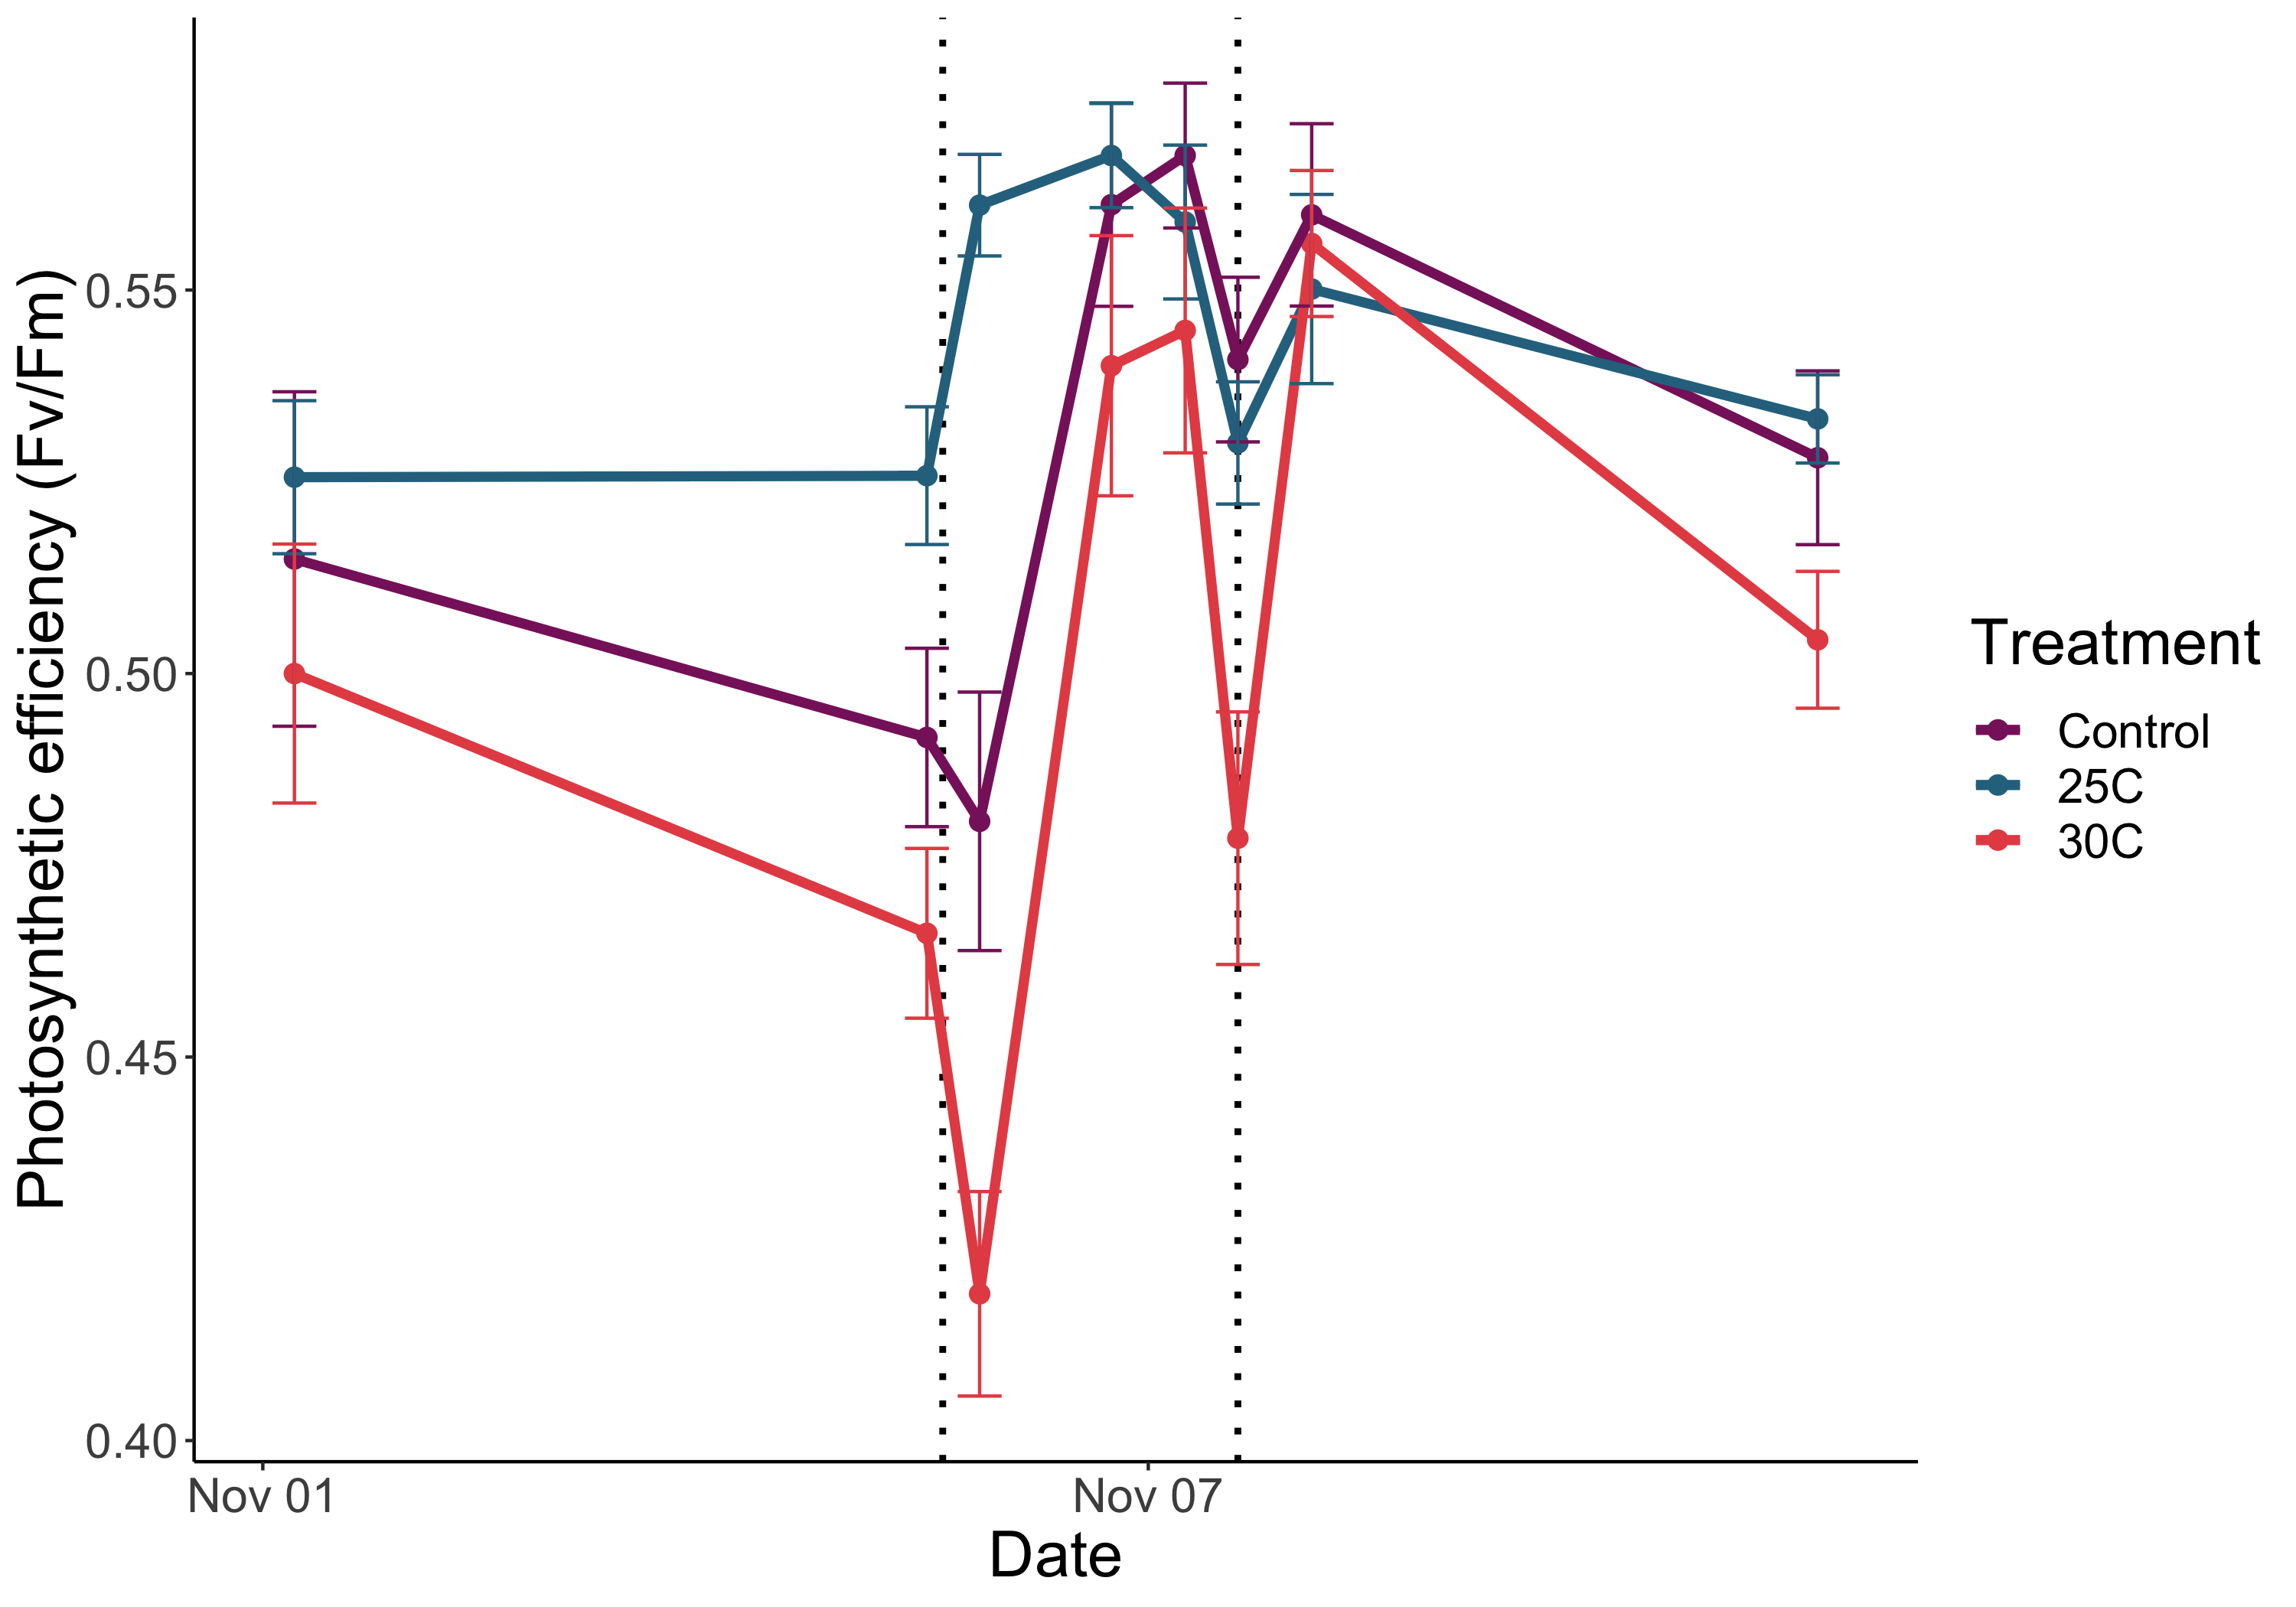 Photosynthetic efficiency (Fv/Fm)
0.55
0.50
0.45
0.40
Nov 01
Nov 07
Date
Treatment
Control
25C
30C